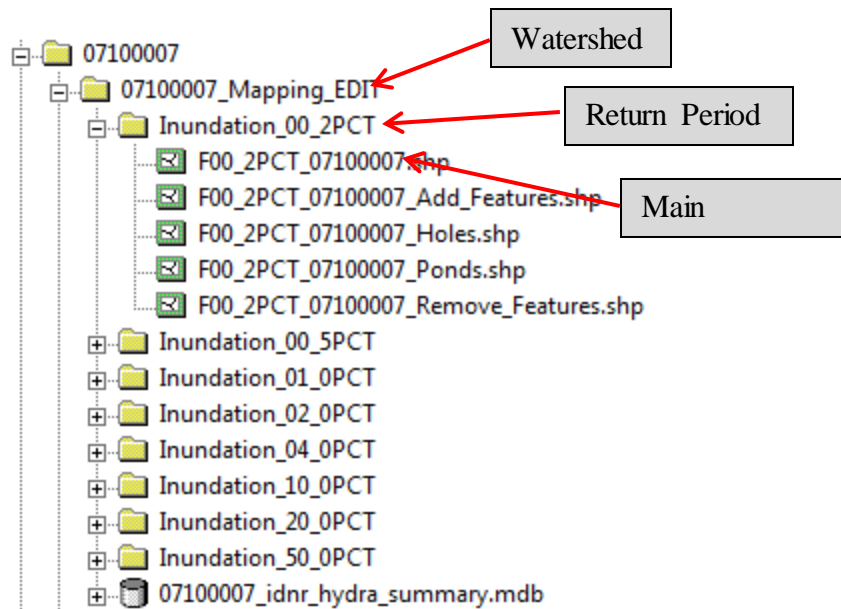 Watershed
07100007
07100007_Mapping_EDIT
Return Period
Inundation_00_2PCT
F00_2PCT_07100007.shp
F00_2PCT_07100007_Add_Features.shp
Main
F00_2PCT_07100007_Holes.shp
F00_2PCT_07100007_Ponds.shp
F00_2PCT_07100007_Remove_Features.shp
Inundation_00_5PCT
Inundation_01_0PCT
Inundation_02_0PCT
Inundation_04_0PCT
Inundation_10_0PCT
Inundation_20_0PCT
Inundation_50_0PCT
07100007_idnr_hydra_summary.mdb